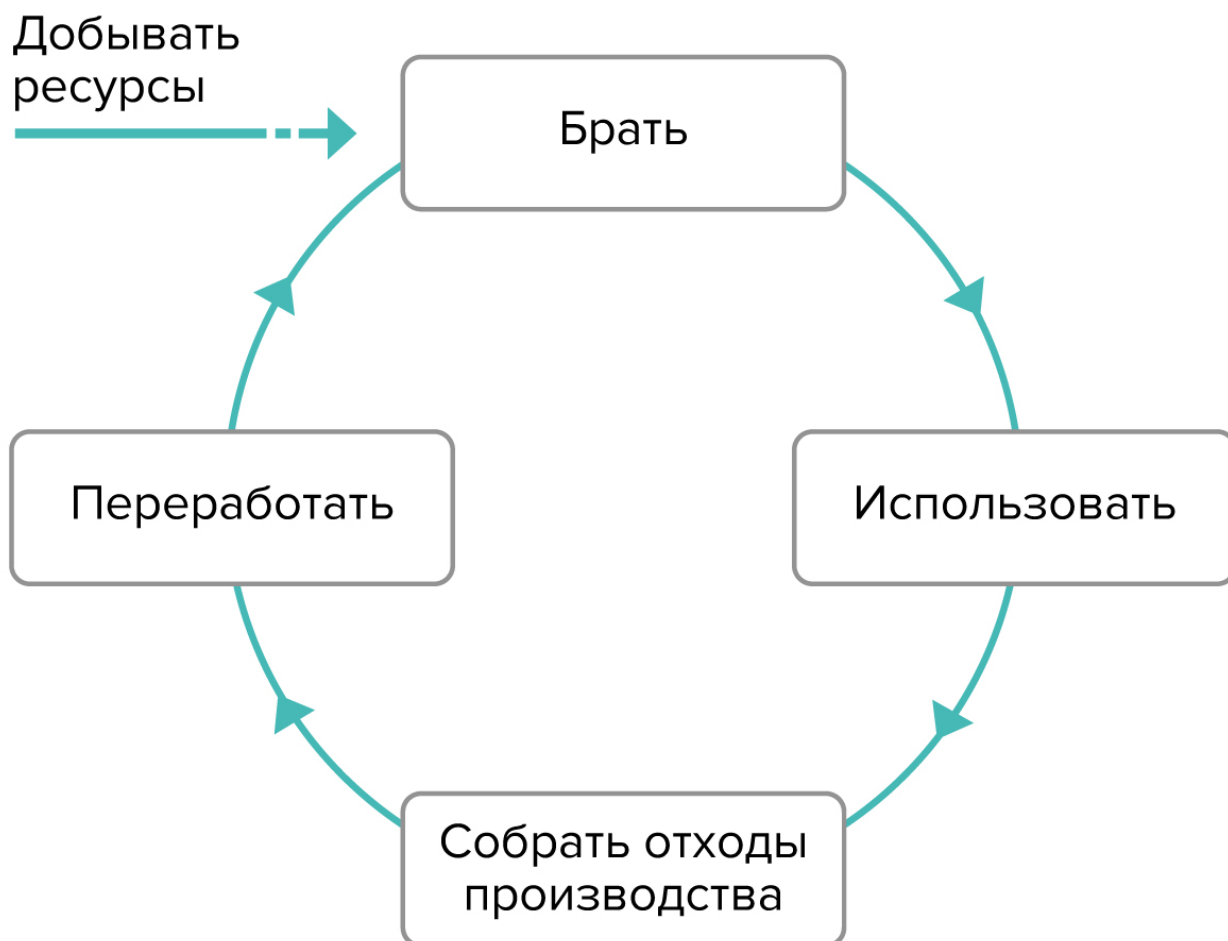 Добывать
ресурсы
Брать
Переработать
Использовать
Собрать отходы
производства